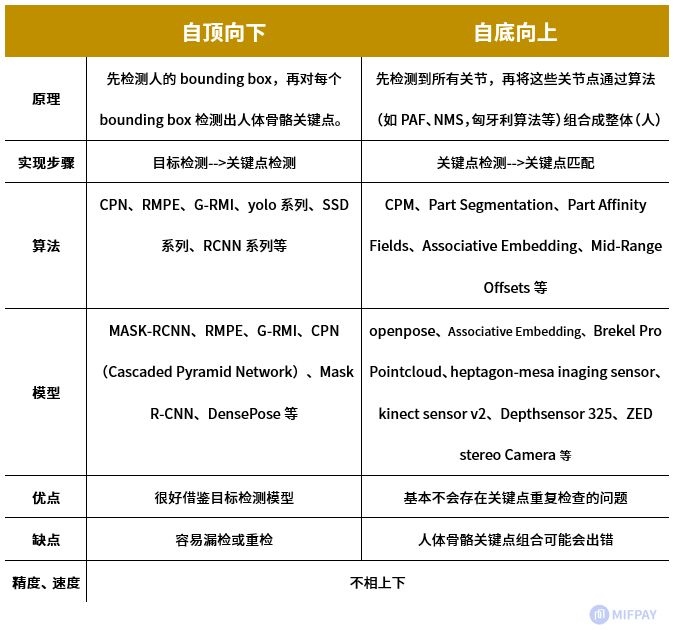 自顶向下 自底向上
原理
先检测人的 bounding box，再对每个
bounding box 检测出人体骨骼关键点。
先检测到所有关节，再将这些关节点通过算法
（如 PAF、NMS，匈牙利算法等）组合成整体（人）
实现步骤 目标检测-->关键点检测 关键点检测-->关键点匹配
算法
CPN、RMPE、G-RMI、yolo 系列、SSD
系列、RCNN 系列等
CPM、Part Segmentation、Part Affinity
Fields、Associative Embedding、Mid-Range
Offsets 等
模型
MASK-RCNN、RMPE、G-RMI、CPN
（Cascaded Pyramid Network）、Mask
R-CNN、DensePose 等
openpose、Associative Embedding、Brekel Pro
Pointcloud、heptagon-mesa inaging sensor、
kinect sensor v2、Depthsensor 325、ZED
stereo Camera 等
优点 很好借鉴目标检测模型 基本不会存在关键点重复检查的问题
缺点 容易漏检或重检 人体骨骼关键点组合可能会出错
精度、速度 不相上下
MIFPAY